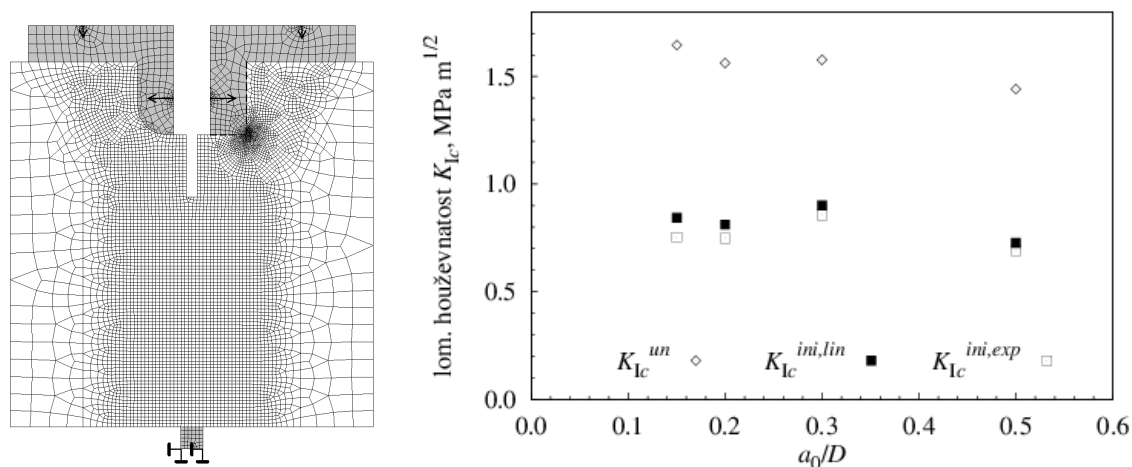 lom. houževnatost K_Ic, MPa m^1/2
1.5
1.0
0.5
0.0
K_Ic^un
K_Ic^ini,lin
K_Ic^ini,exp
0.0 0.1 0.2 0.3 0.4 0.5 0.6
a_0/D